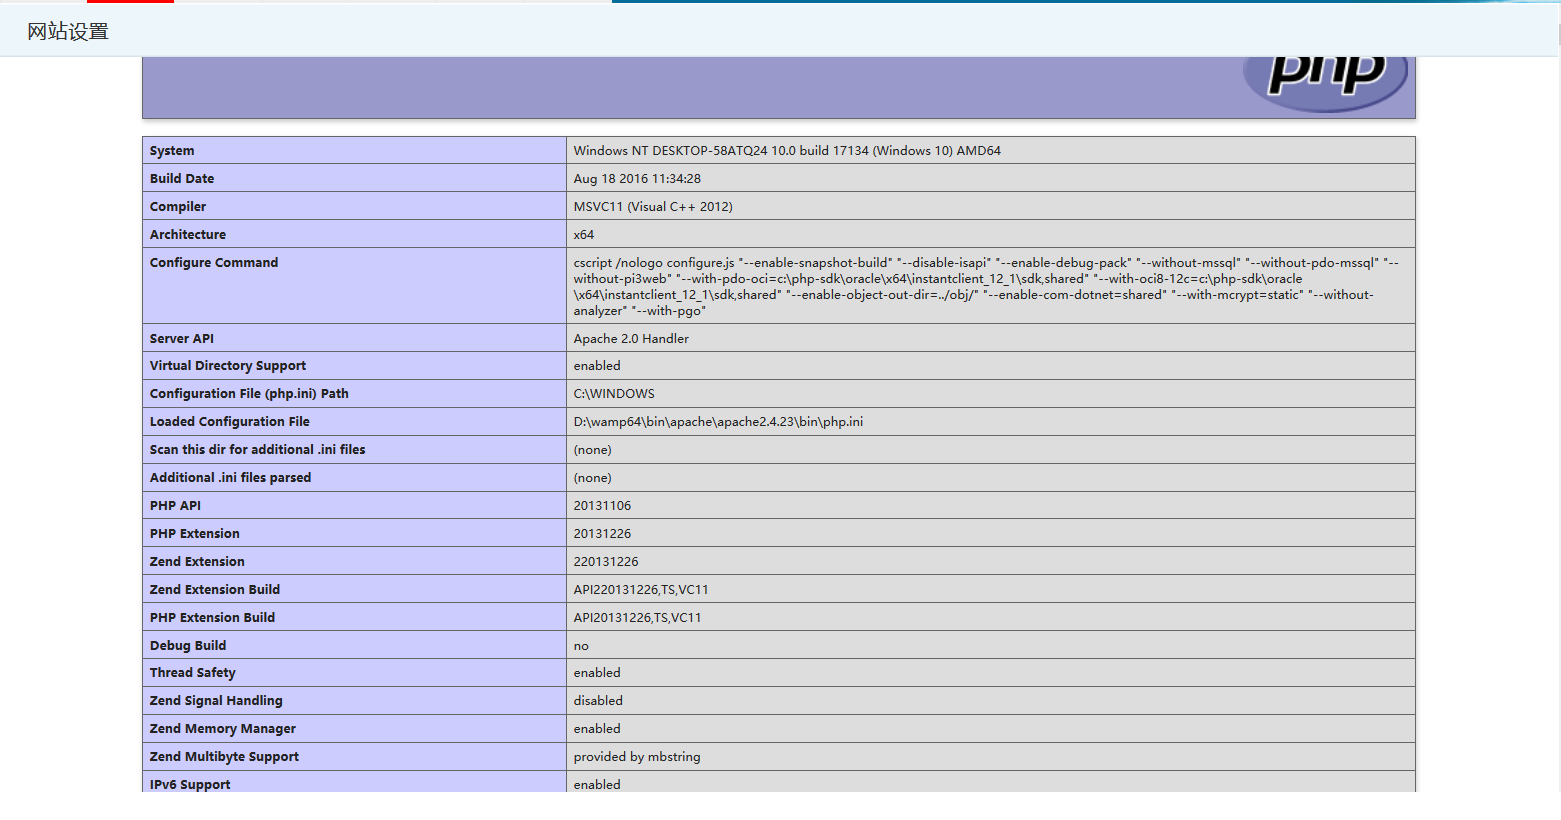 网站设置
php
System Windows NT DESKTOP-58ATQ24 10.0 build 17134 (Windows 10) AMD64
Build Date Aug 18 2016 11:34:28
Compiler MSVC11 (Visual C++ 2012)
Architecture x64
Configure Command cscript /nologo configure.js "--enable-snapshot-build" "--disable-isapi" "--enable-debug-pack" "--without-mssql" "--without-pdo-mssql" "--
without-pi3web" "--with-pdo-oci=c:\php-sdk\oracle\x64\instantclient_12_1\sdk,shared" "--with-oci8-12c=c:\php-sdk\oracle
\x64\instantclient_12_1\sdk,shared" "--enable-object-out-dir=../obj/" "--enable-com-dotnet=shared" "--with-mcrypt=static" "--without-
analyzer" "--with-pgo"
Server API Apache 2.0 Handler
Virtual Directory Support enabled
Configuration File (php.ini) Path C:\WINDOWS
Loaded Configuration File D:\wamp64\bin\apache\apache2.4.23\bin\php.ini
Scan this dir for additional .ini files (none)
Additional .ini files parsed (none)
PHP API 20131106
PHP Extension 20131226
Zend Extension 220131226
Zend Extension Build API220131226,TS,VC11
PHP Extension Build API20131226,TS,VC11
Debug Build no
Thread Safety enabled
Zend Signal Handling disabled
Zend Memory Manager enabled
Zend Multibyte Support provided by mbstring
IPv6 Support enabled